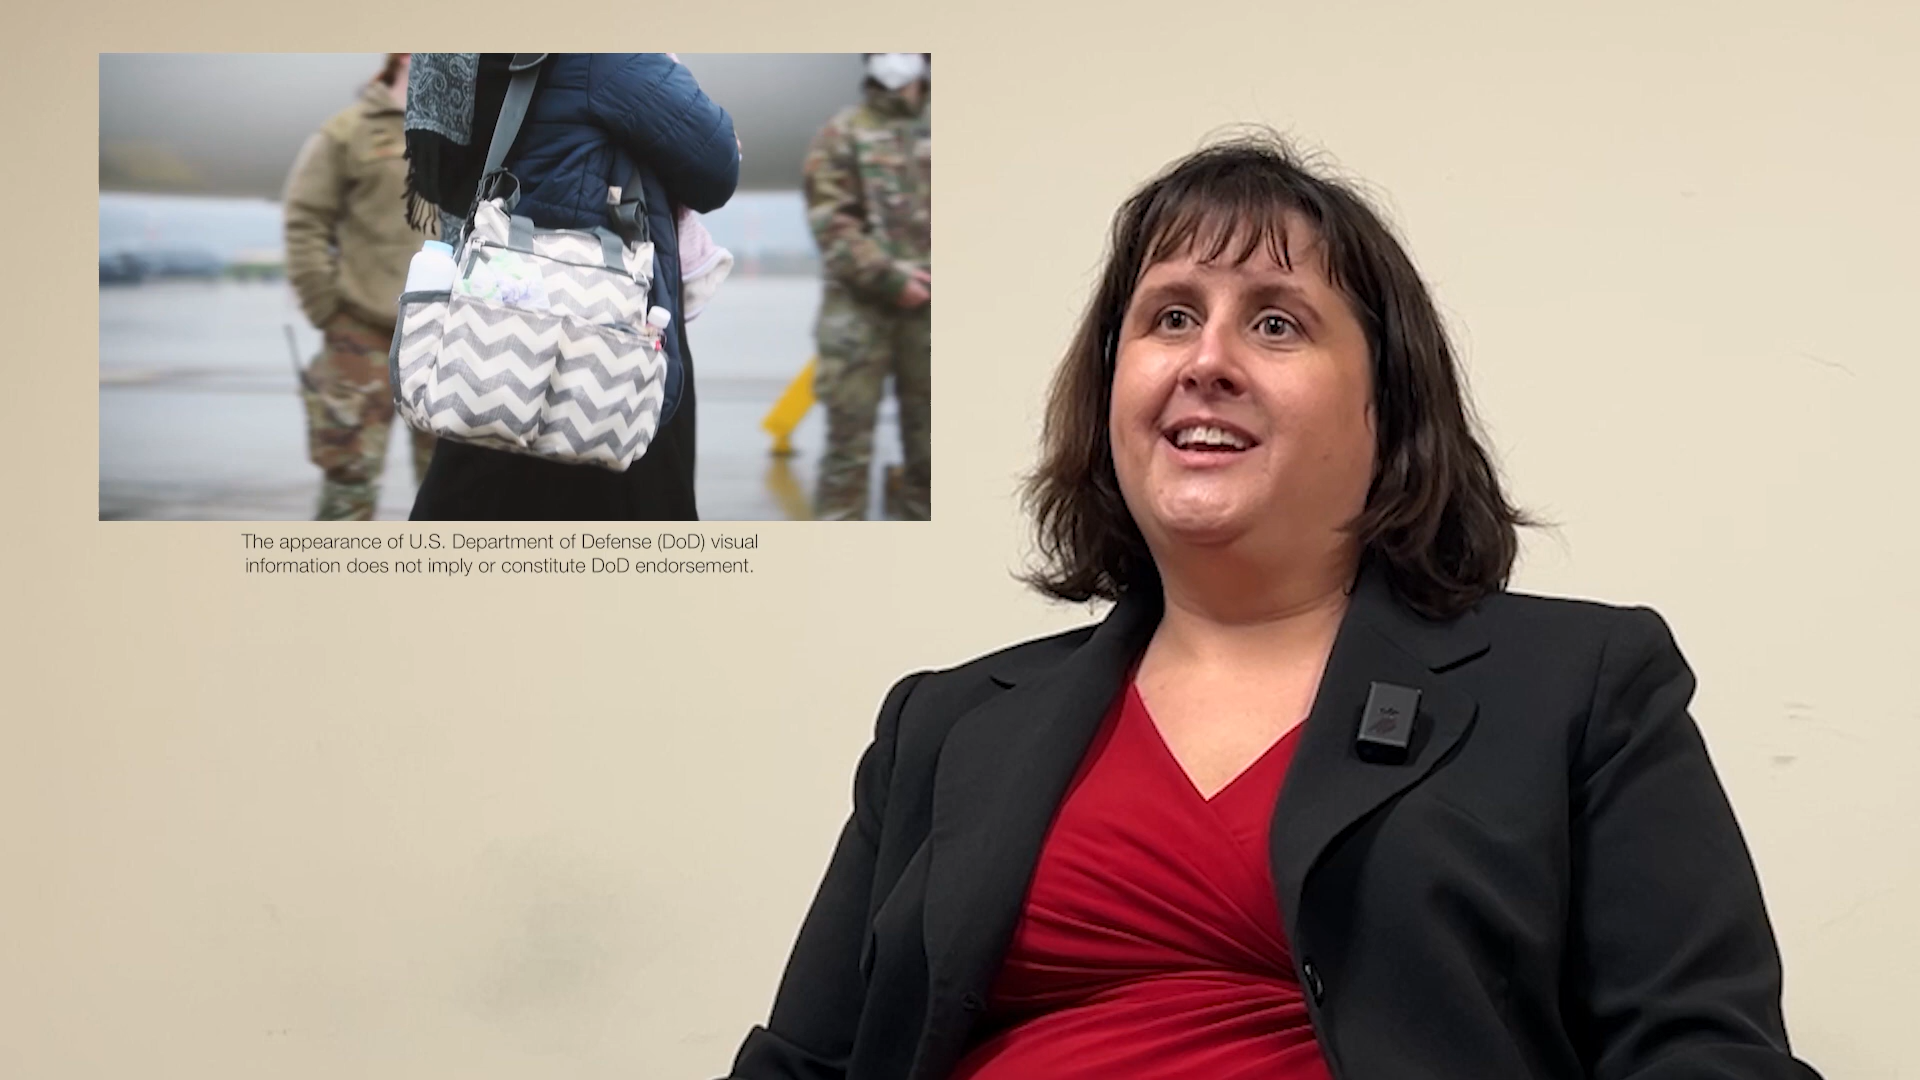 The appearance of U.S. Department of Defense (DoD) visual
information does not imply or constitute DoD endorsement.